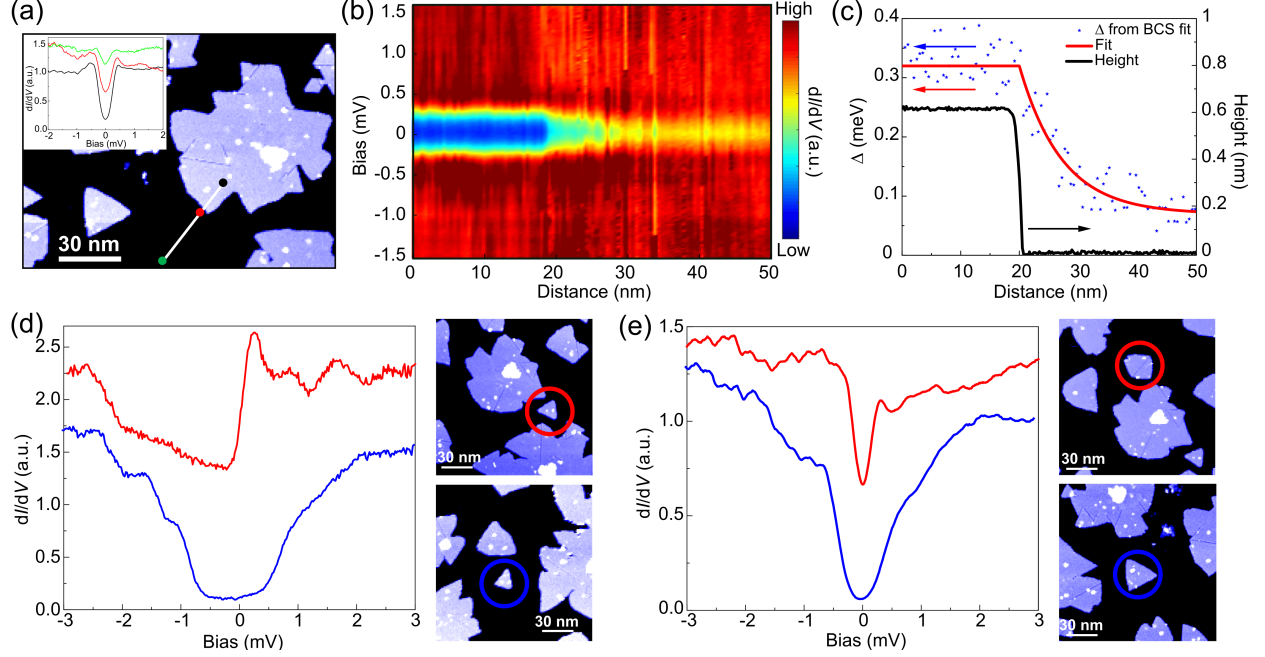 (a)
1.5
1.0
0.5
0.0
dI/dV (a.u.)
-2
-1
0
1
2
Bias (mV)
30 nm
(b)
1.5
1.0
0.5
0
-0.5
-1.0
-1.5
Bias (mV)
0
10
20
30
40
50
Distance (nm)
High
Low
dI/dV (a.u.)
(c)
0.4
0.3
0.2
0.1
0
Δ (meV)
Δ from BCS fit
Fit
Height
1
0.8
0.6
0.4
0.2
0
Height (nm)
0
10
20
30
40
50
Distance (nm)
(d)
2.5
2.0
1.5
1.0
0.5
0.0
dI/dV (a.u.)
-3
-2
-1
0
1
2
3
Bias (mV)
30 nm
30 nm
(e)
1.5
1.0
0.5
0.0
dI/dV (a.u.)
-3
-2
-1
0
1
2
3
Bias (mV)
30 nm
30 nm